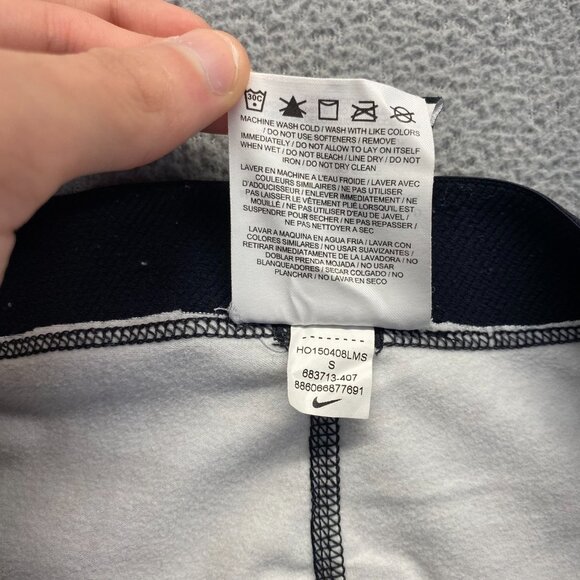 30C
MACHINE WASH COLD / WASH WITH LIKE COLORS
/ DO NOT USE SOFTENERS / REMOVE
IMMEDIATELY / DO NOT ALLOW TO LAY ON ITSELF
WHEN WET / DO NOT BLEACH / LINE DRY / DO NOT
IRON / DO NOT DRY CLEAN
LAVER EN MACHINE A L'EAU FROIDE / LAVER AVEC
COULEURS SIMILAIRES / NE PAS UTILISER
D'ADOUCISSEUR / ENLEVER IMMEDIATEMENT / NE
PAS LAISSER LE VÊTEMENT PLIÉ LORSQU'IL EST
MOUILLÉ / NE PAS UTILISER D'EAU DE JAVEL /
SUSPENDRE POUR SECHER / NE PAS REPASSER /
NE PAS NETTOYER A SEC
LAVAR A MAQUINA EN AGUA FRIA / LAVAR CON
COLORES SIMILARES / NO USAR SUAVIZANTES /
RETIRAR INMEDIATAMENTE DE LA LAVADORA / NO
DOBLAR PRENDA MOJADA / NO USAR
BLANQUEADORES / SECAR COLGADO / NO
PLANCHAR / NO LAVAR EN SECO
HO150408LMS
S
683713-407
886066877691